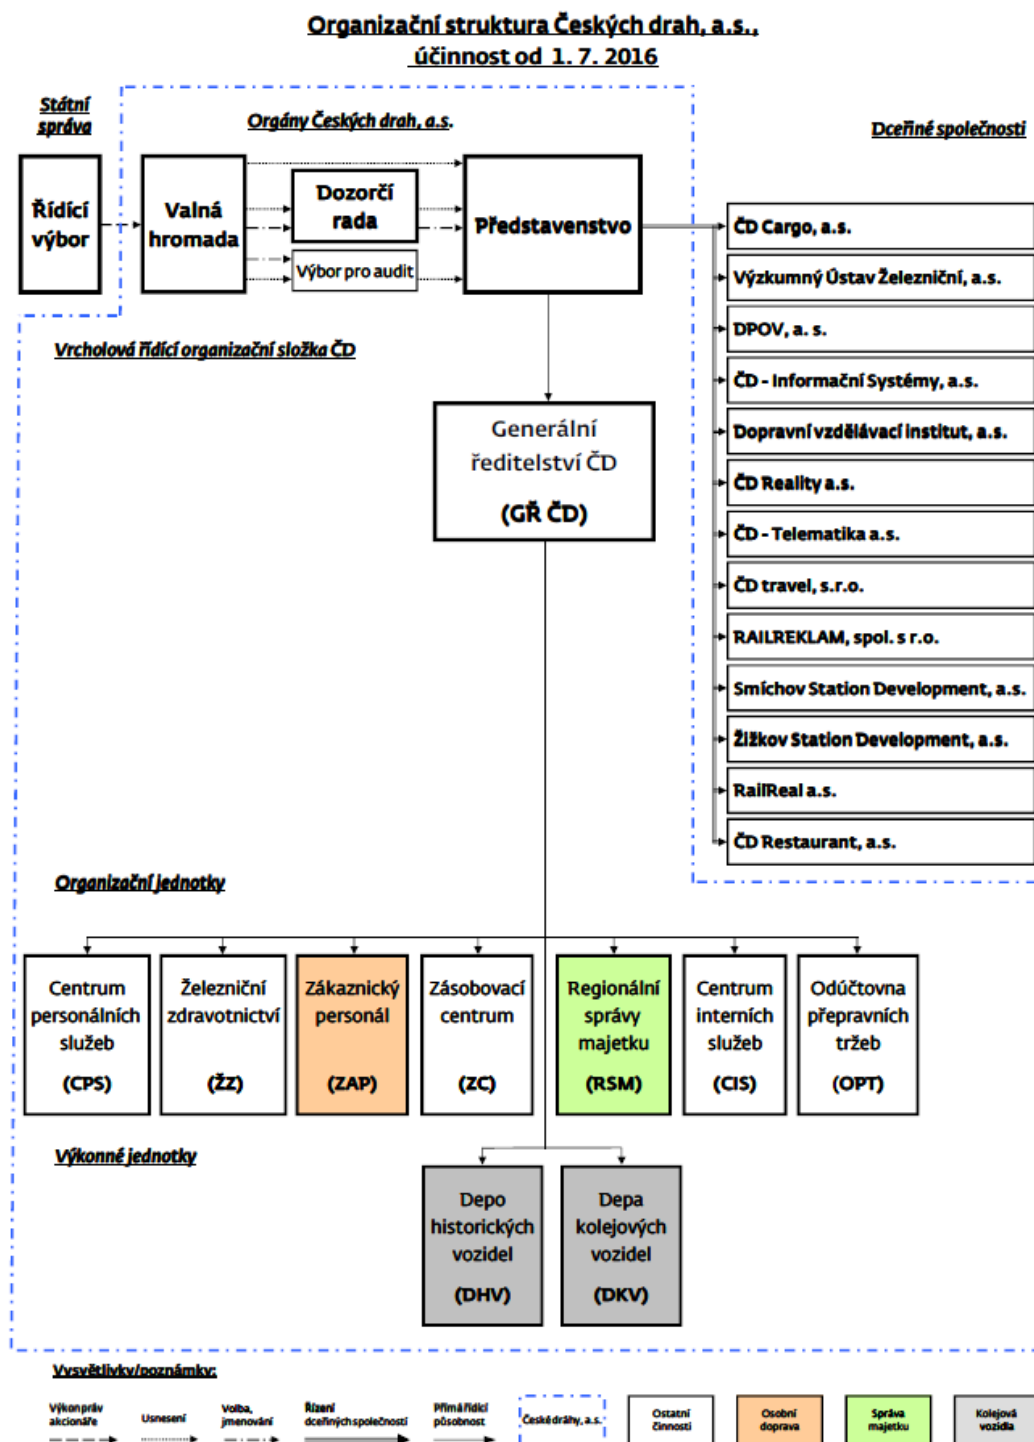 Organizační struktura Českých drah, a.s.,
účinnost od 1. 7. 2016
Státní
správa
Orgány Českých drah, a.s.
Dceřiné společnosti
Řídící
výbor
Valná
hromada
Dozorčí
rada
Výbor pro audit
Představenstvo
ČD Cargo, a.s.
Výzkumný Ústav Železniční, a.s.
DPOV, a. s.
ČD - Informační Systémy, a.s.
Dopravní vzdělávací institut, a.s.
ČD Reality a.s.
ČD - Telematika a.s.
ČD travel, s.r.o.
RAILREKLAM, spol. s r.o.
Smíchov Station Development, a.s.
Žižkov Station Development, a.s.
RailReal a.s.
ČD Restaurant, a.s.
Vrcholová řídící organizační složka ČD
Generální
ředitelství ČD
(GŘ ČD)
Organizační jednotky
Centrum
personálních
služeb
(CPS)
Železniční
zdravotnictví
(ŽZ)
Zákaznický
personál
(ZAP)
Zásobovací
centrum
(ZC)
Regionální
správy
majetku
(RSM)
Centrum
interních
služeb
(CIS)
Odúčtovna
přepravních
tržeb
(OPT)
Výkonné jednotky
Depo
historických
vozidel
(DHV)
Depa
kolejových
vozidel
(DKV)
Vysvětlivky/poznámky:
Výkon práv
akcionáře
Usnesení
Volba,
jmenování
Řízení
dceřiných společností
Přímá řídící
působnost
České dráhy, a.s.
Ostatní
činnosti
Osobní
doprava
Správa
majetku
Kolejová
vozidla